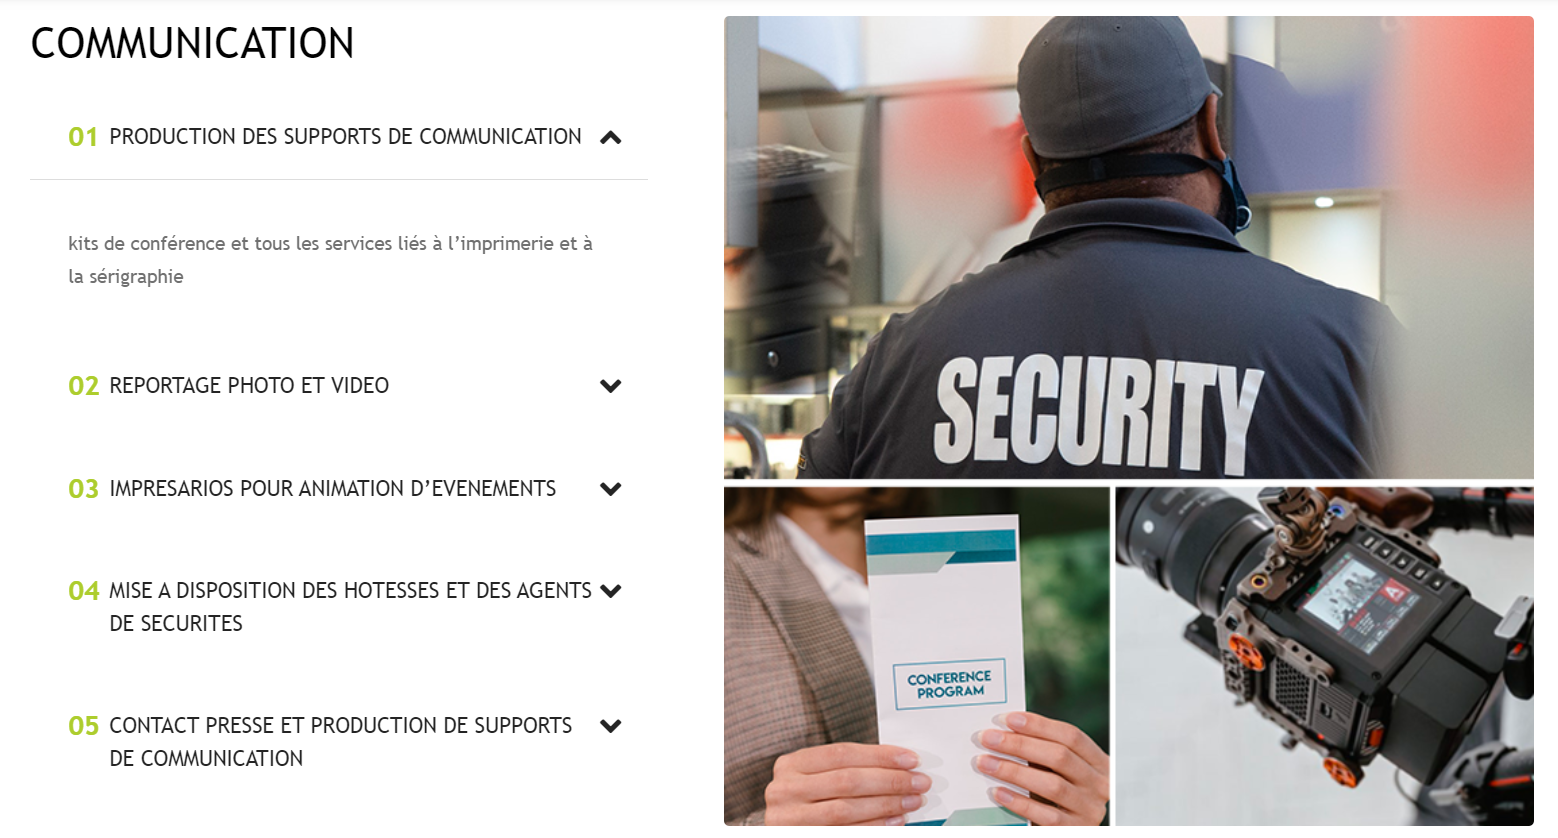 COMMUNICATION
01 PRODUCTION DES SUPPORTS DE COMMUNICATION
kits de conférence et tous les services liés à l’imprimerie et à
la sérigraphie
02 REPORTAGE PHOTO ET VIDEO
03 IMPRESARIOS POUR ANIMATION D’EVENEMENTS
04 MISE A DISPOSITION DES HOTESSES ET DES AGENTS
DE SECURITES
05 CONTACT PRESSE ET PRODUCTION DE SUPPORTS
DE COMMUNICATION
SECURITY
CONFERENCE
PROGRAM